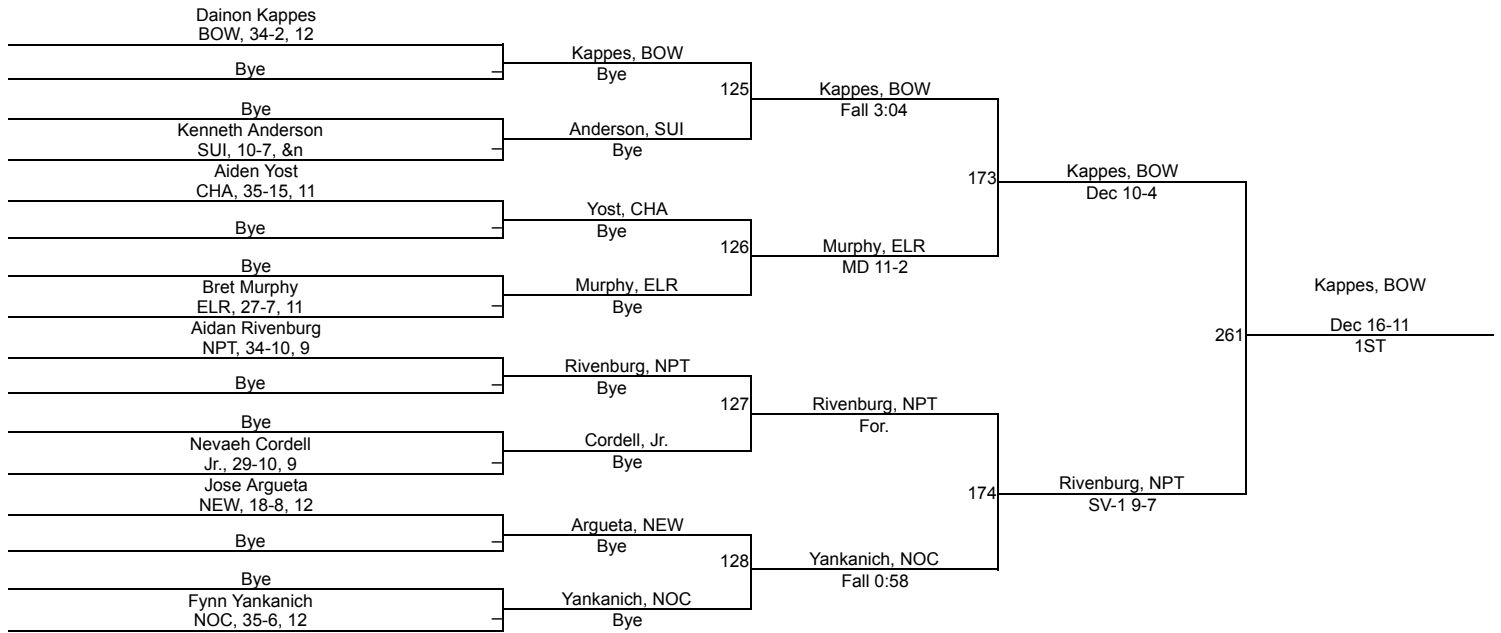 Dainon Kappes
BOW, 34-2, 12
Bye
Bye
Kenneth Anderson
SUI, 10-7, &n
Aiden Yost
CHA, 35-15, 11
Bye
Bye
Bret Murphy
ELR, 27-7, 11
Aidan Rivenburg
NPT, 34-10, 9
Bye
Bye
Nevaeh Cordell
Jr., 29-10, 9
Jose Argueta
NEW, 18-8, 12
Bye
Bye
Fynn Yankanich
NOC, 35-6, 12
Kappes, BOW
Bye
125
Anderson, SUI
Bye
Yost, CHA
Bye
126
Murphy, ELR
Bye
Rivenburg, NPT
Bye
127
Cordell, Jr.
Bye
Argueta, NEW
Bye
128
Yankanich, NOC
Bye
Kappes, BOW
Fall 3:04
173
Murphy, ELR
MD 11-2
Rivenburg, NPT
For.
174
Yankanich, NOC
Fall 0:58
Kappes, BOW
Dec 10-4
261
Rivenburg, NPT
SV-1 9-7
Kappes, BOW
Dec 16-11
1ST